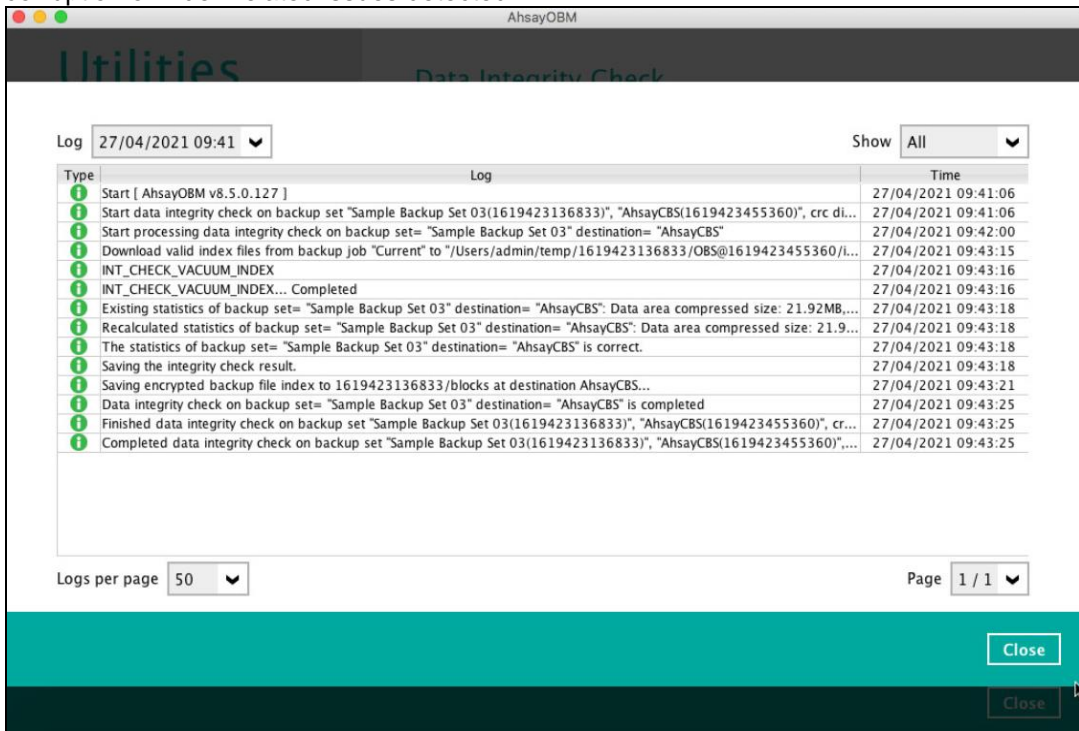 AhsayOBM
Utilities
Data Integrity Check
Log 27/04/2021 09:41 Show All
Type Log Time
Start [ AhsayOBM v8.5.0.127 ] 27/04/2021 09:41:06
Start data integrity check on backup set "Sample Backup Set 03(1619423136833)", "AhsayCBS(1619423455360)", crc di... 27/04/2021 09:41:06
Start processing data integrity check on backup set= "Sample Backup Set 03" destination= "AhsayCBS" 27/04/2021 09:42:00
Download valid index files from backup job "Current" to "/Users/admin/temp/1619423136833/OBS@1619423455360/i... 27/04/2021 09:43:15
INT_CHECK_VACUUM_INDEX 27/04/2021 09:43:16
INT_CHECK_VACUUM_INDEX... Completed 27/04/2021 09:43:16
Existing statistics of backup set= "Sample Backup Set 03" destination= "AhsayCBS": Data area compressed size: 21.92MB,... 27/04/2021 09:43:18
Recalculated statistics of backup set= "Sample Backup Set 03" destination= "AhsayCBS": Data area compressed size: 21.9... 27/04/2021 09:43:18
The statistics of backup set= "Sample Backup Set 03" destination= "AhsayCBS" is correct. 27/04/2021 09:43:18
Saving the integrity check result. 27/04/2021 09:43:18
Saving encrypted backup file index to 1619423136833/blocks at destination AhsayCBS... 27/04/2021 09:43:21
Data integrity check on backup set= "Sample Backup Set 03" destination= "AhsayCBS" is completed 27/04/2021 09:43:25
Finished data integrity check on backup set "Sample Backup Set 03(1619423136833)", "AhsayCBS(1619423455360)", cr... 27/04/2021 09:43:25
Completed data integrity check on backup set "Sample Backup Set 03(1619423136833)", "AhsayCBS(1619423455360)",... 27/04/2021 09:43:25
Logs per page 50 Page 1 / 1
Close
Close